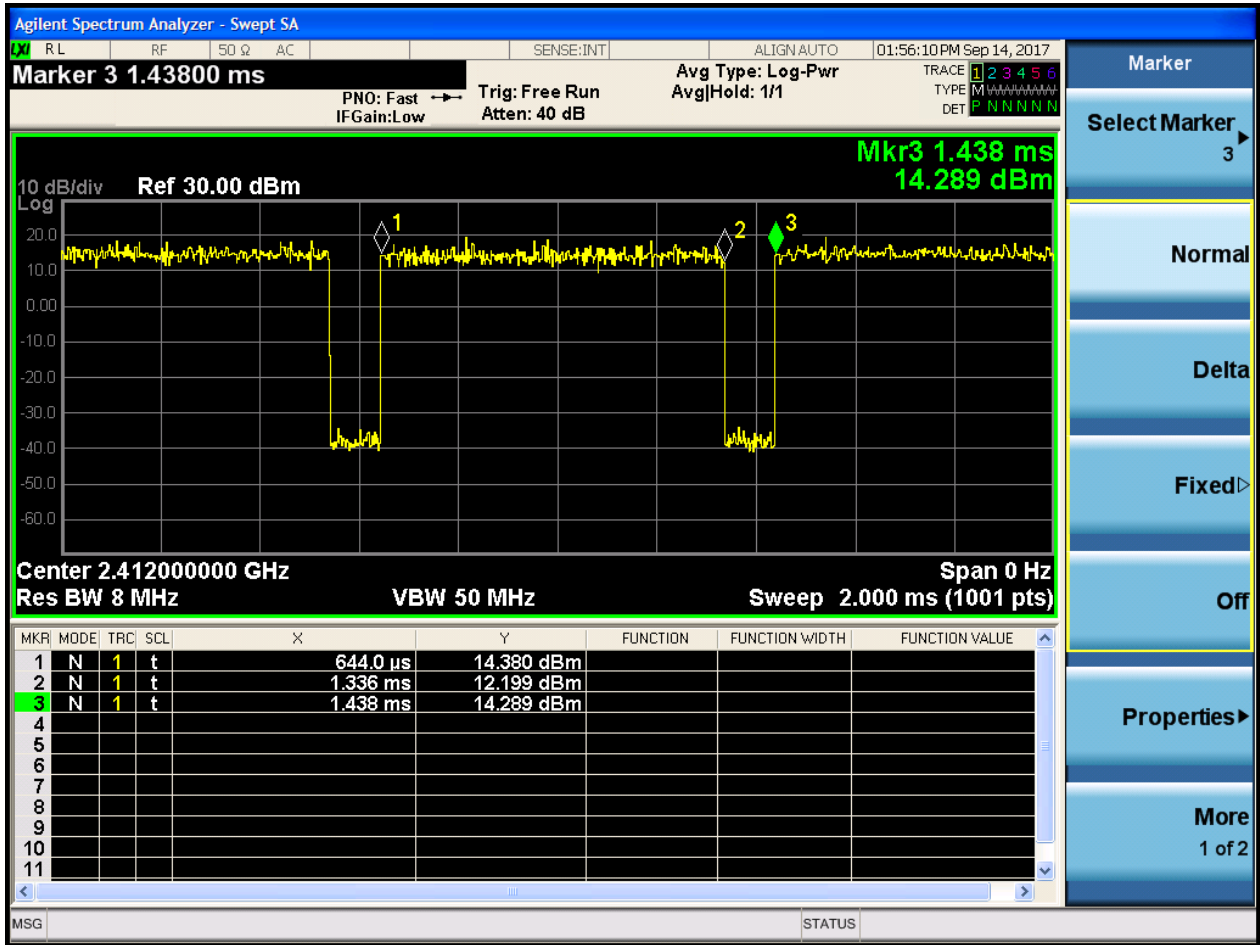 Agilent Spectrum Analyzer - Swept SA
LXI RL RF 50 Ω AC SENSE:INT ALIGN AUTO 01:56:10 PM Sep 14, 2017
Marker 3 1.43800 ms
PNO: Fast
IFGain:Low
Trig: Free Run
Atten: 40 dB
Avg Type: Log-Pwr
Avg|Hold: 1/1
TRACE 1 2 3 4 5 6
TYPE M WWWWW
DET P N N N N N
Mkr3 1.438 ms
14.289 dBm
10 dB/div Ref 30.00 dBm
Log
20.0
10.0
0.00
-10.0
-20.0
-30.0
-40.0
-50.0
-60.0
1
2
3
Center 2.412000000 GHz Span 0 Hz
Res BW 8 MHz VBW 50 MHz Sweep 2.000 ms (1001 pts)
MKR MODE TRC SCL X Y FUNCTION FUNCTION WIDTH FUNCTION VALUE
1 N 1 t 644.0 µs 14.380 dBm
2 N 1 t 1.336 ms 12.199 dBm
3 N 1 t 1.438 ms 14.289 dBm
4
5
6
7
8
9
10
11
MSG STATUS
Marker
Select Marker
3
Normal
Delta
Fixed
Off
Properties
More
1 of 2